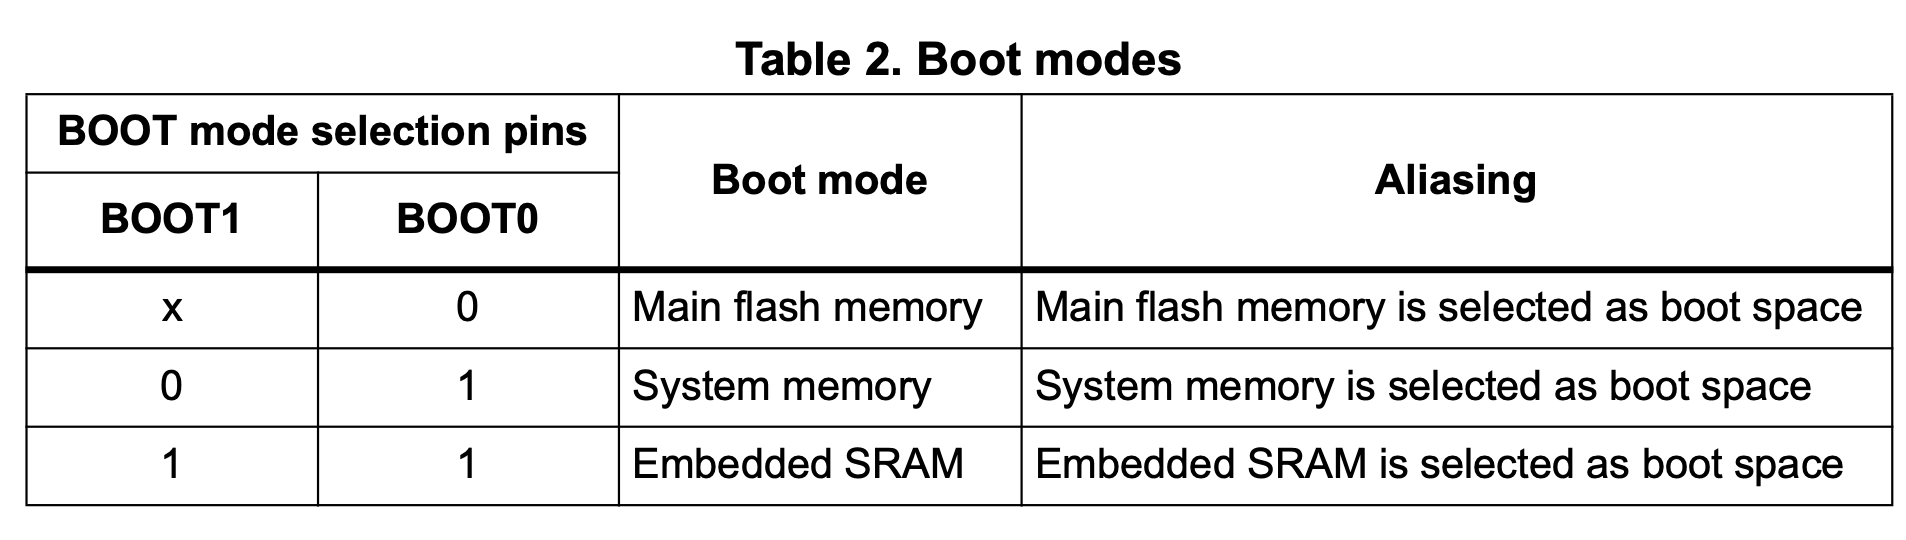 Table 2. Boot modes
BOOT mode selection pins
Boot mode
Aliasing
BOOT1
BOOT0
x
0
Main flash memory
Main flash memory is selected as boot space
0
1
System memory
System memory is selected as boot space
1
1
Embedded SRAM
Embedded SRAM is selected as boot space